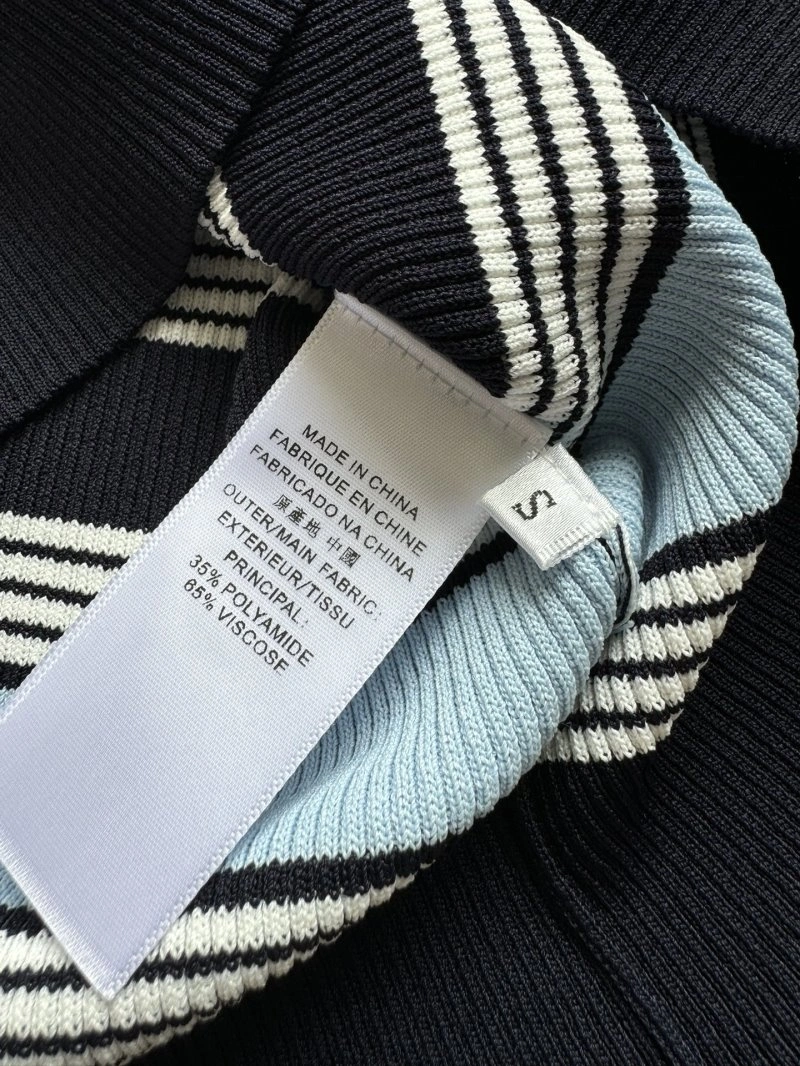 MADE IN CHINA
FABRIQUE EN CHINE
FABRICADO NA CHINA
原產地 中國
OUTER/MAIN FABRIC:
EXTERIEUR/TISSU
PRINCIPAL:
35% POLYAMIDE
65% VISCOSE
S